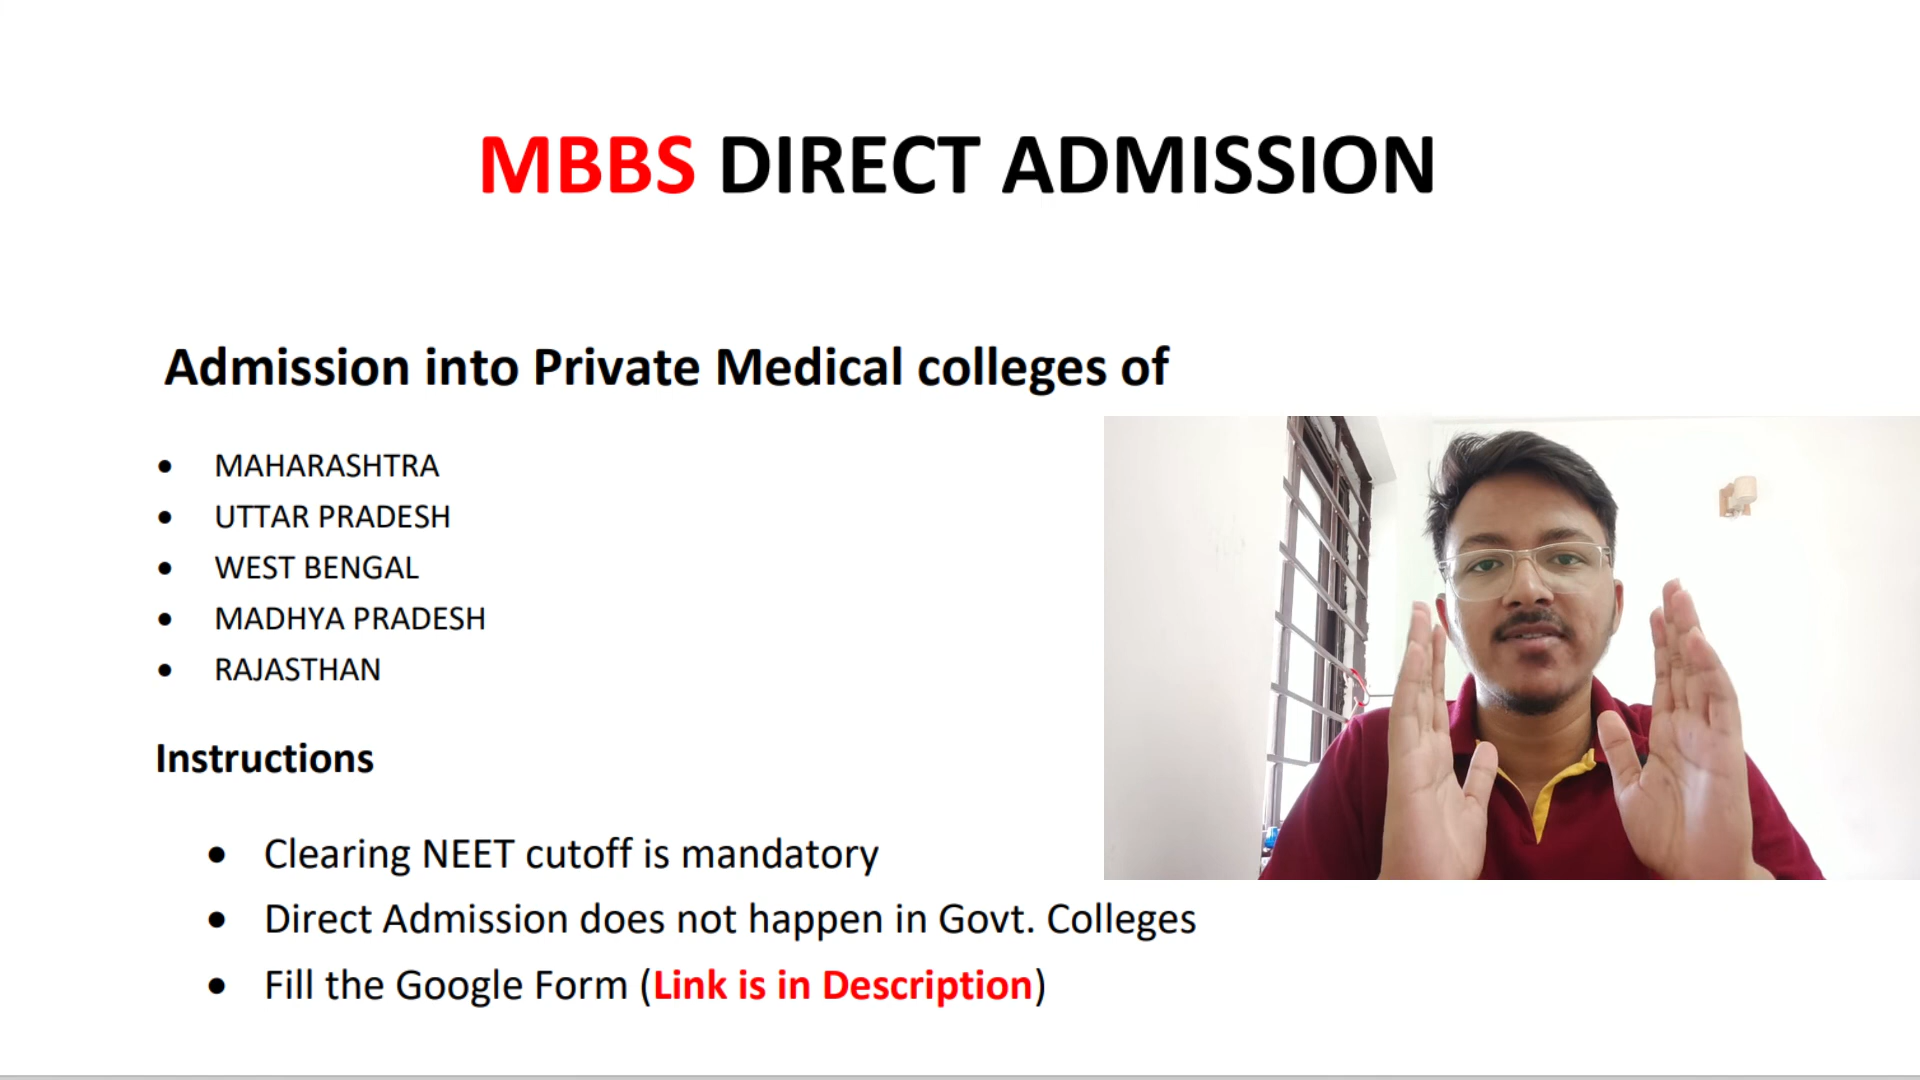 MBBS DIRECT ADMISSION
Admission into Private Medical colleges of
• MAHARASHTRA
• UTTAR PRADESH
• WEST BENGAL
• MADHYA PRADESH
• RAJASTHAN
Instructions
• Clearing NEET cutoff is mandatory
• Direct Admission does not happen in Govt. Colleges
• Fill the Google Form (Link is in Description)